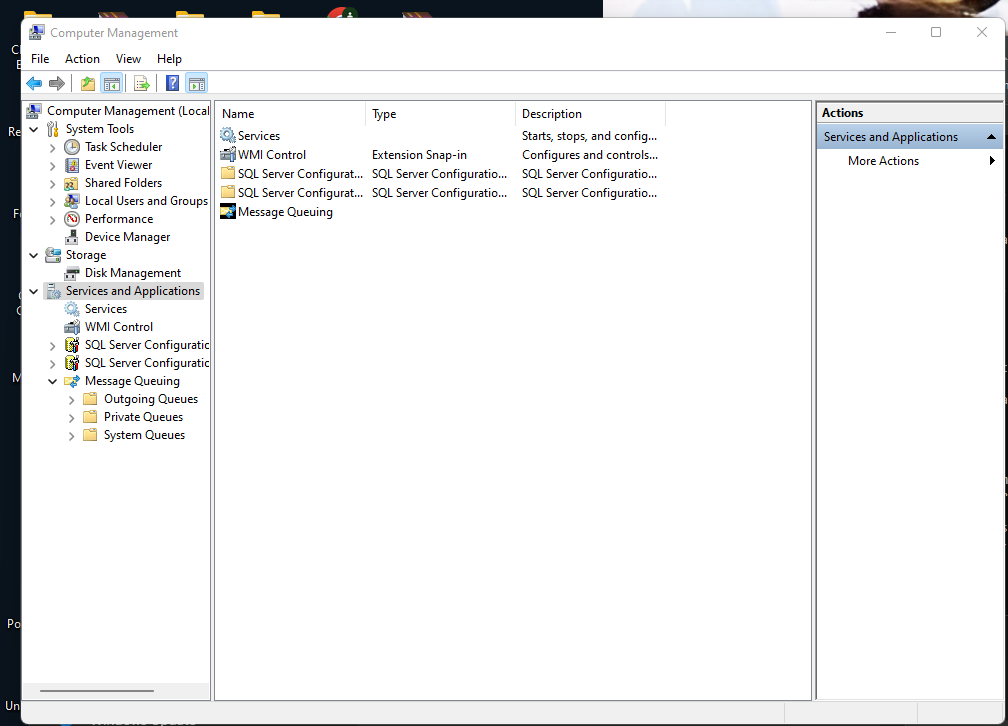 Computer Management
File Action View Help
Computer Management (Local
System Tools
Task Scheduler
Event Viewer
Shared Folders
Local Users and Groups
Performance
Device Manager
Storage
Disk Management
Services and Applications
Services
WMI Control
SQL Server Configuratic
SQL Server Configuratic
Message Queuing
Outgoing Queues
Private Queues
System Queues
Name Type Description
Services Starts, stops, and config...
WMI Control Extension Snap-in Configures and controls...
SQL Server Configurat... SQL Server Configuratio... SQL Server Configuratio...
SQL Server Configurat... SQL Server Configuratio... SQL Server Configuratio...
Message Queuing
Actions
Services and Applications
More Actions